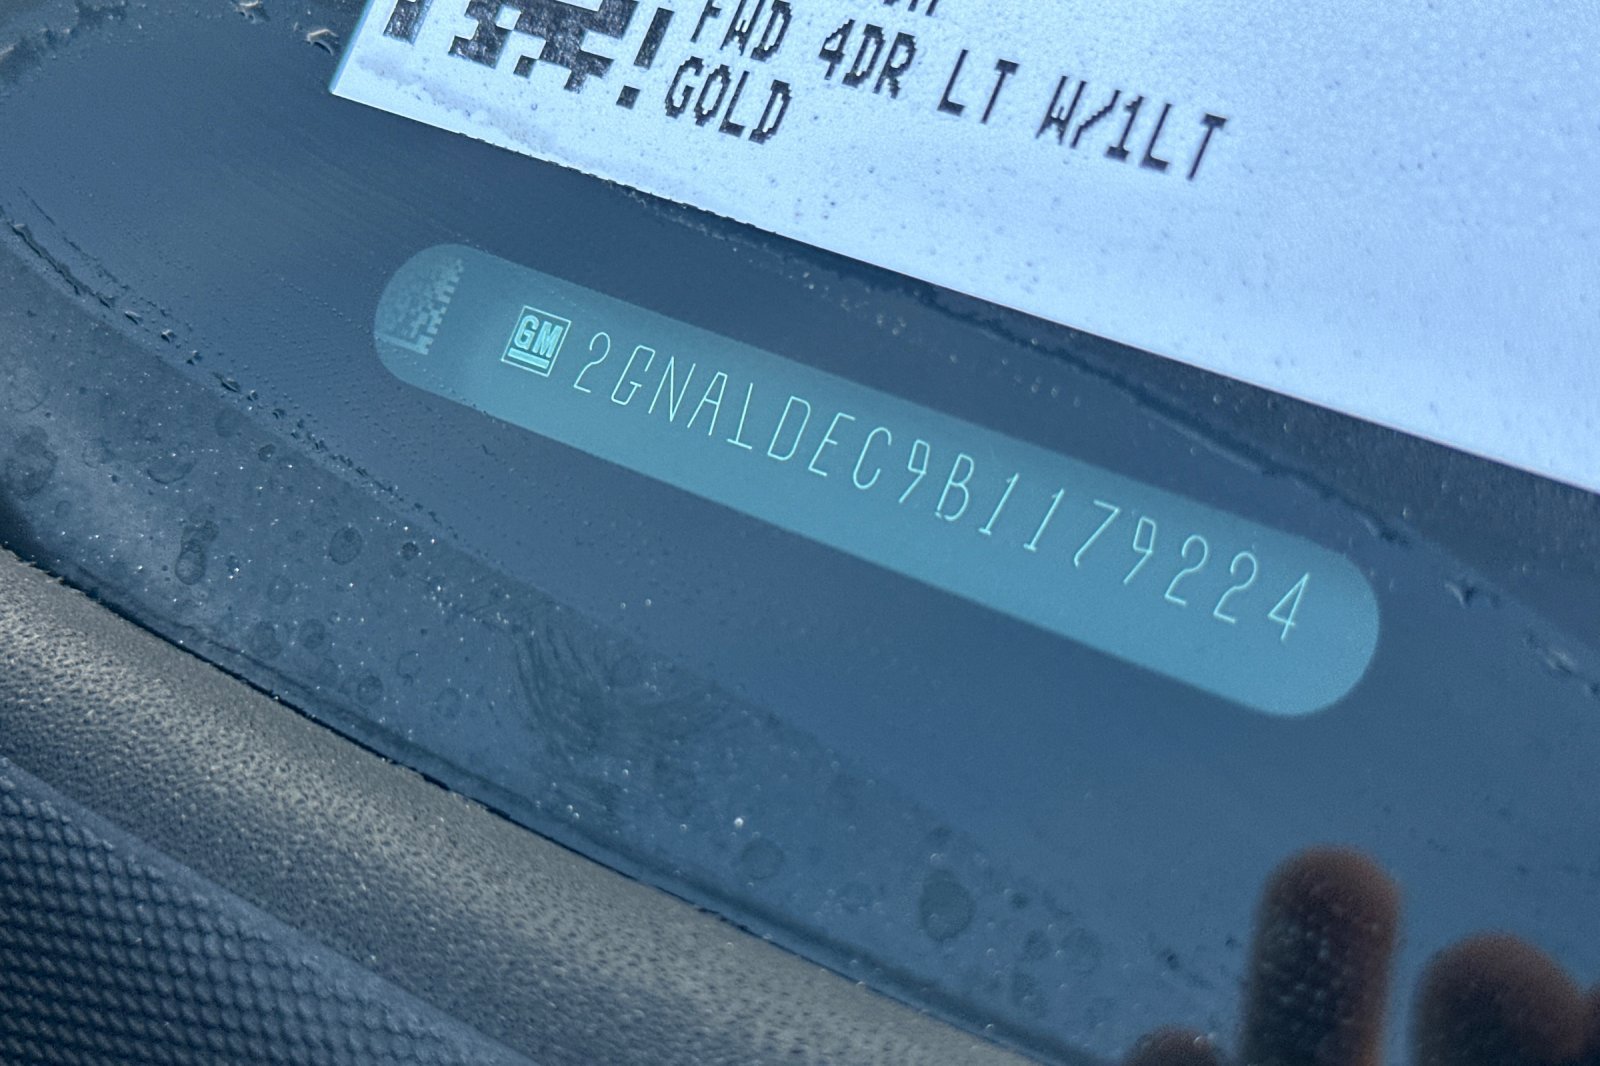 FWD 4DR LT W/1LT
GOLD
GM 2GNALDEC9B1179224